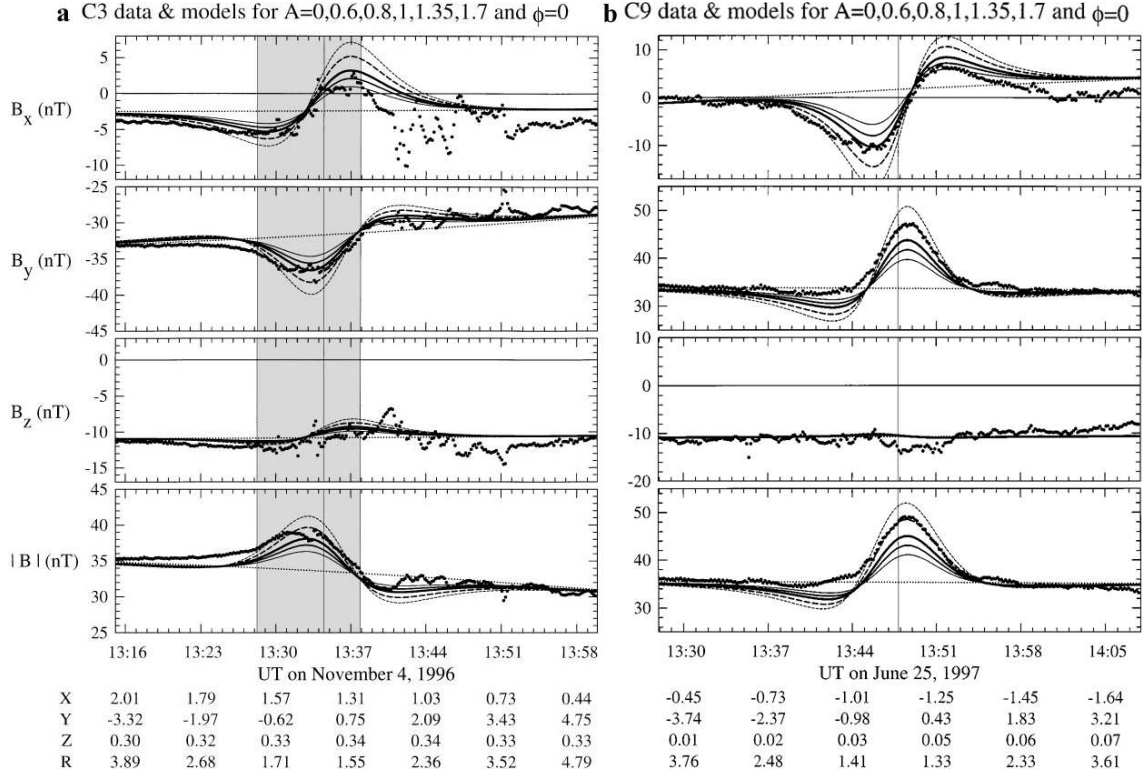 a C3 data & models for A=0,0.6,0.8,1,1.35,1.7 and ϕ=0
b C9 data & models for A=0,0.6,0.8,1,1.35,1.7 and ϕ=0
Bx (nT)
5
0
-5
-10
10
0
-10
By (nT)
-25
-30
-35
-40
-45
50
40
30
Bz (nT)
0
-5
-10
-15
10
0
-10
-20
|B| (nT)
45
40
35
30
25
50
40
30
13:16 13:23 13:30 13:37 13:44 13:51 13:58
UT on November 4, 1996
13:30 13:37 13:44 13:51 13:58 14:05
UT on June 25, 1997
X 2.01 1.79 1.57 1.31 1.03 0.73 0.44
Y -3.32 -1.97 -0.62 0.75 2.09 3.43 4.75
Z 0.30 0.32 0.33 0.34 0.34 0.33 0.33
R 3.89 2.68 1.71 1.55 2.36 3.52 4.79
-0.45 -0.73 -1.01 -1.25 -1.45 -1.64
-3.74 -2.37 -0.98 0.43 1.83 3.21
0.01 0.02 0.03 0.05 0.06 0.07
3.76 2.48 1.41 1.33 2.33 3.61